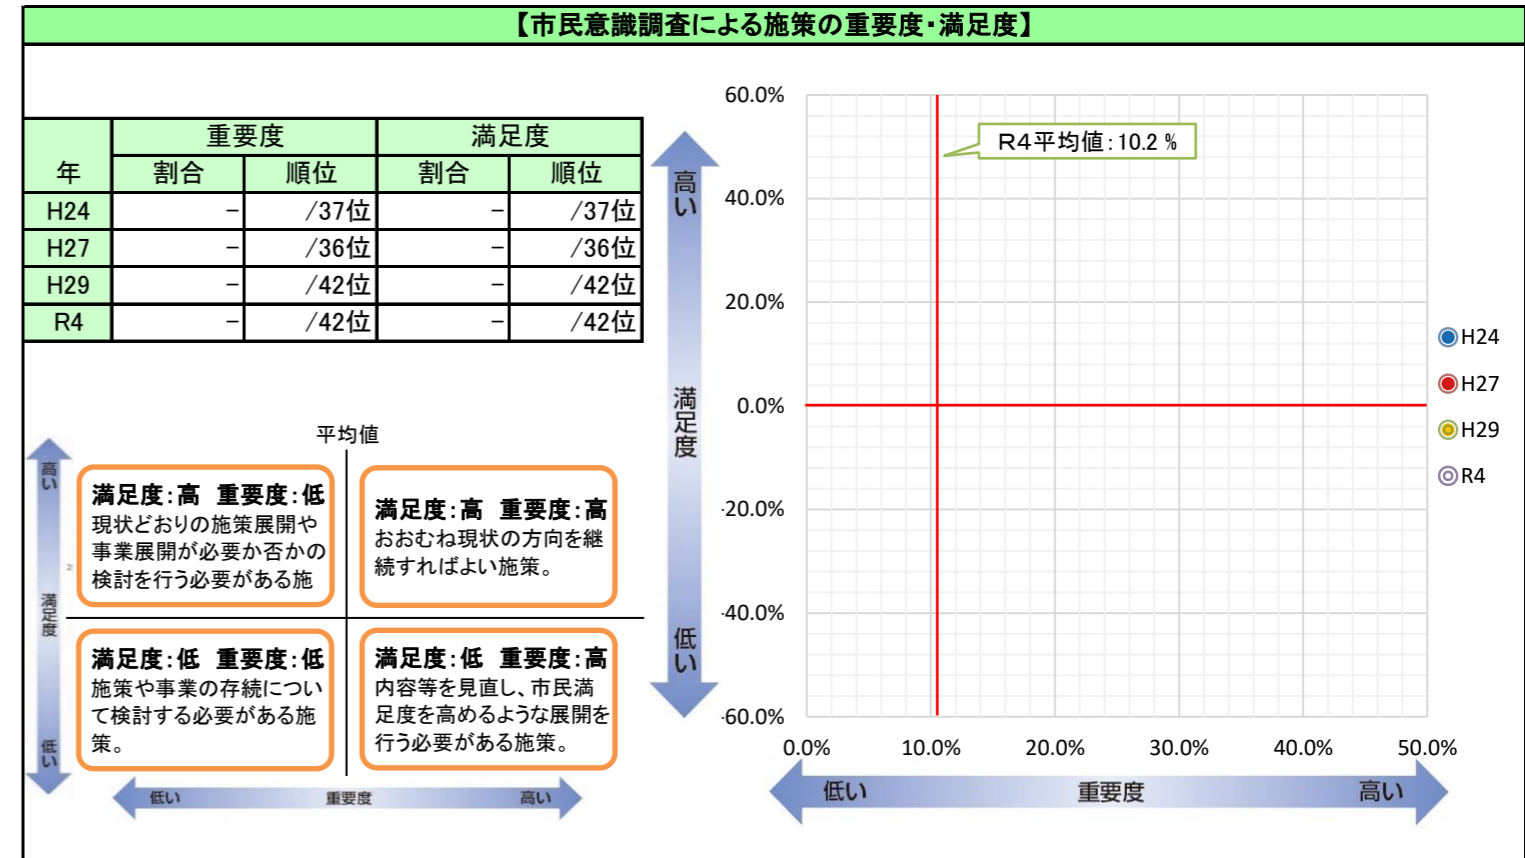 【市民意識調査による施策の重要度・満足度】
年 重要度 満足度
割合 順位 割合 順位
H24 － /37位 － /37位
H27 － /36位 － /36位
H29 － /42位 － /42位
R4 － /42位 － /42位
平均値
高い
満足度
低い
満足度：高 重要度：低
現状どおりの施策展開や
事業展開が必要か否かの
検討を行う必要がある施
満足度：高 重要度：高
おおむね現状の方向を継
続すればよい施策。
満足度：低 重要度：低
施策や事業の存続につい
て検討する必要がある施
策。
満足度：低 重要度：高
内容等を見直し、市民満
足度を高めるような展開を
行う必要がある施策。
低い 重要度 高い
高い
満足度
低い
60.0%
40.0%
20.0%
0.0%
-20.0%
-40.0%
-60.0%
R4平均値：10.2 %
0.0% 10.0% 20.0% 30.0% 40.0% 50.0%
低い 重要度 高い
H24
H27
H29
R4